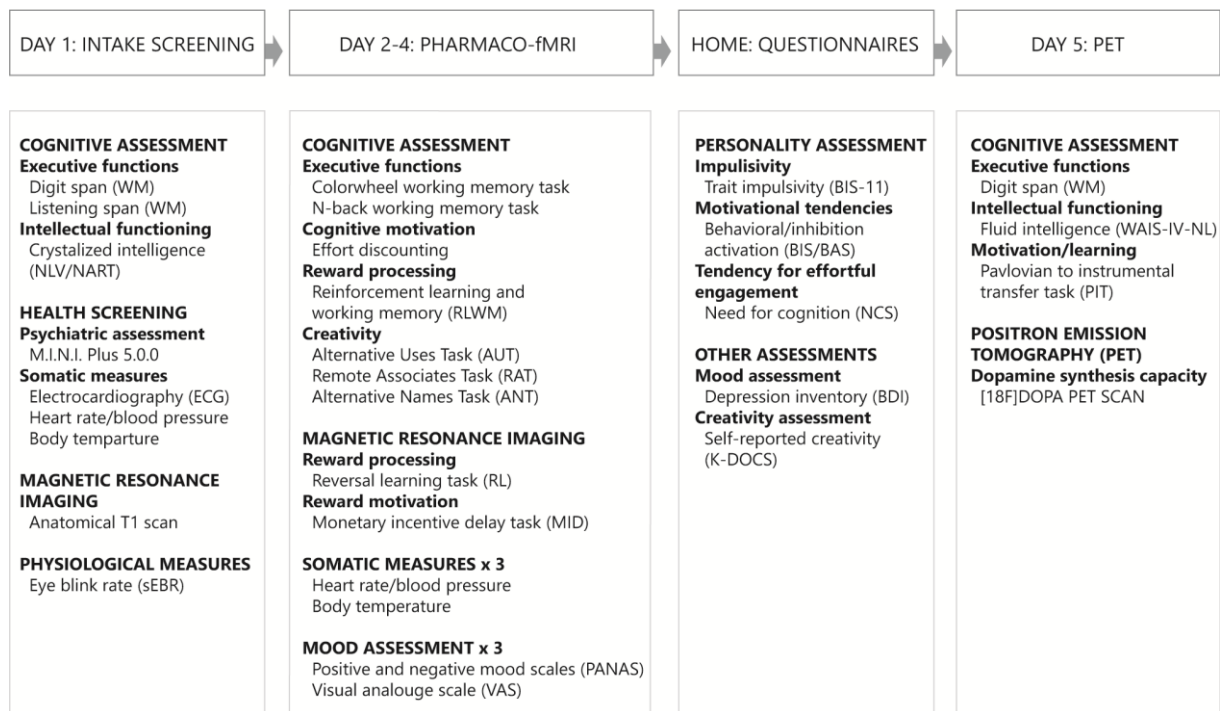 DAY 1: INTAKE SCREENING
DAY 2-4: PHARMACO-fMRI
HOME: QUESTIONNAIRES
DAY 5: PET
COGNITIVE ASSESSMENT
Executive functions
Digit span (WM)
Listening span (WM)
Intellectual functioning
Crystalized intelligence
(NLV/NART)
HEALTH SCREENING
Psychiatric assessment
M.I.N.I. Plus 5.0.0
Somatic measures
Electrocardiography (ECG)
Heart rate/blood pressure
Body temparture
MAGNETIC RESONANCE
IMAGING
Anatomical T1 scan
PHYSIOLOGICAL MEASURES
Eye blink rate (sEBR)
COGNITIVE ASSESSMENT
Executive functions
Colorwheel working memory task
N-back working memory task
Cognitive motivation
Effort discounting
Reward processing
Reinforcement learning and
working memory (RLWM)
Creativity
Alternative Uses Task (AUT)
Remote Associates Task (RAT)
Alternative Names Task (ANT)
MAGNETIC RESONANCE IMAGING
Reward processing
Reversal learning task (RL)
Reward motivation
Monetary incentive delay task (MID)
SOMATIC MEASURES x 3
Heart rate/blood pressure
Body temperature
MOOD ASSESSMENT x 3
Positive and negative mood scales (PANAS)
Visual analouge scale (VAS)
PERSONALITY ASSESSMENT
Impulisivity
Trait impulsivity (BIS-11)
Motivational tendencies
Behavioral/inhibition
activation (BIS/BAS)
Tendency for effortful
engagement
Need for cognition (NCS)
OTHER ASSESSMENTS
Mood assessment
Depression inventory (BDI)
Creativity assessment
Self-reported creativity
(K-DOCS)
COGNITIVE ASSESSMENT
Executive functions
Digit span (WM)
Intellectual functioning
Fluid intelligence (WAIS-IV-NL)
Motivation/learning
Pavlovian to instrumental
transfer task (PIT)
POSITRON EMISSION
TOMOGRAPHY (PET)
Dopamine synthesis capacity
[18F]DOPA PET SCAN